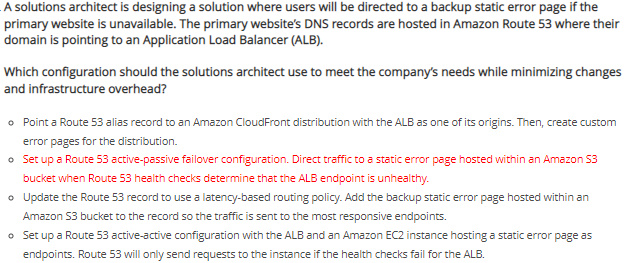 . A solutions architect is designing a solution where users will be directed to a backup static error page if the
primary website is unavailable. The primary website's DNS records are hosted in Amazon Route 53 where their
domain is pointing to an Application Load Balancer (ALB).
Which configuration should the solutions architect use to meet the company's needs while minimizing changes
and infrastructure overhead?
o Point a Route 53 alias record to an Amazon CloudFront distribution with the ALB as one of its origins. Then, create custom
error pages for the distribution.
o Set up a Route 53 active-passive failover configuration. Direct traffic to a static error page hosted within an Amazon S3
bucket when Route 53 health checks determine that the ALB endpoint is unhealthy.
o Update the Route 53 record to use a latency-based routing policy. Add the backup static error page hosted within an
Amazon S3 bucket to the record so the traffic is sent to the most responsive endpoints.
o Set up a Route 53 active-active configuration with the ALB and an Amazon EC2 instance hosting a static error page as
endpoints. Route 53 will only send requests to the instance if the health checks fail for the ALB.